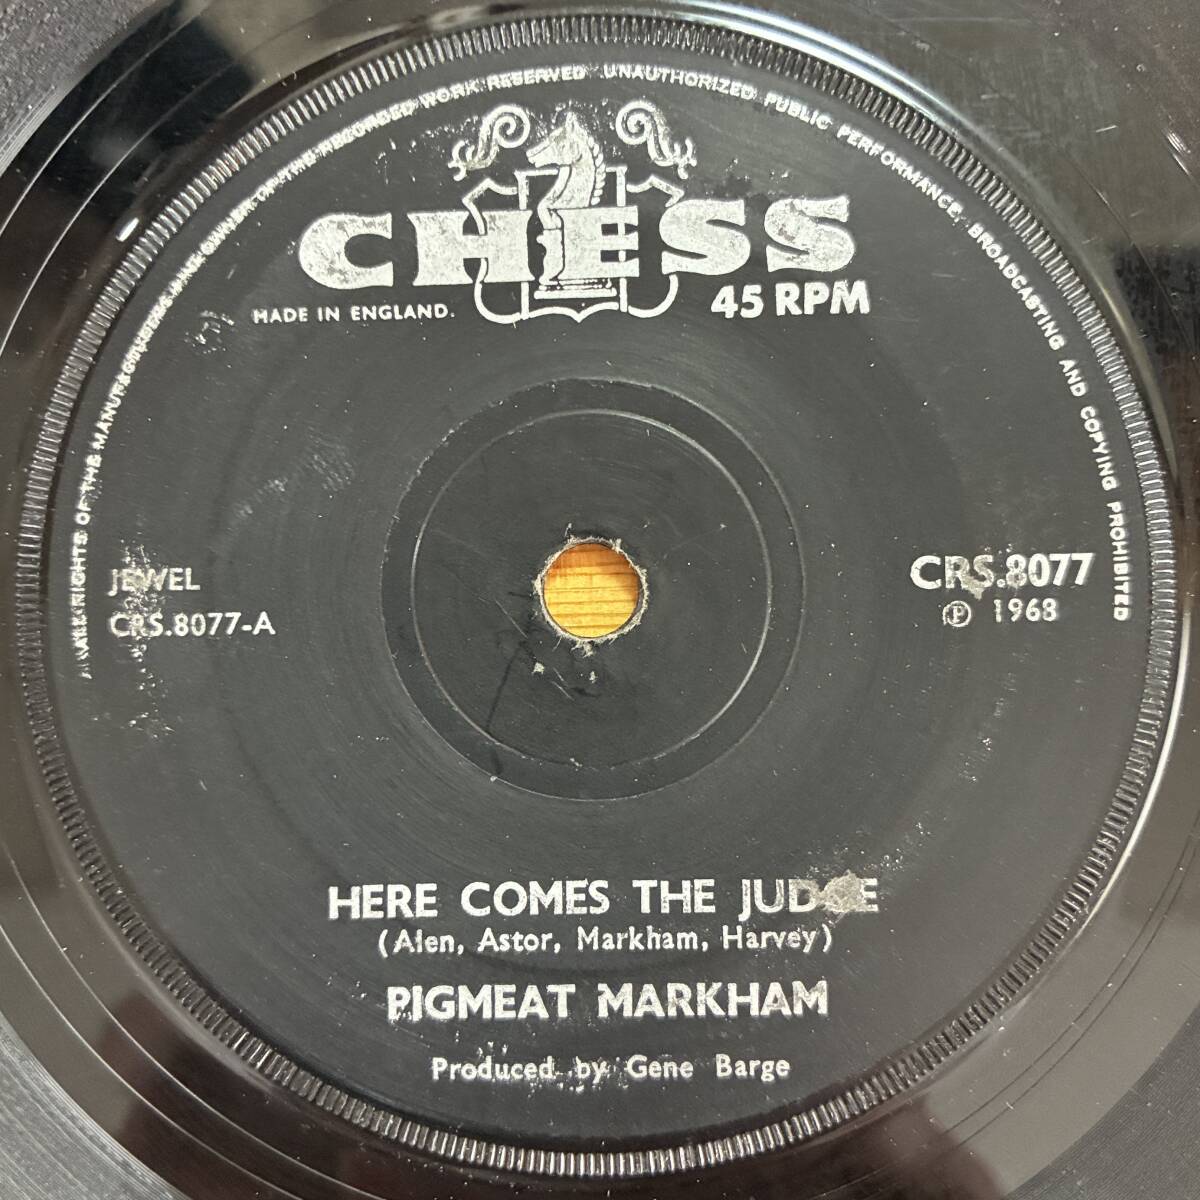 ALL RIGHTS OF THE MANUFACTURER AND OWNER OF THE RECORDED WORK RESERVED UNAUTHORIZED PUBLIC PERFORMANCE, BROADCASTING AND COPYING PROHIBITED
CHESS
MADE IN ENGLAND.
45 RPM
JEWEL
CRS.8077-A
CRS.8077
℗ 1968
HERE COMES THE JUDGE
(Alen, Astor, Markham, Harvey)
PIGMEAT MARKHAM
Produced by Gene Barge